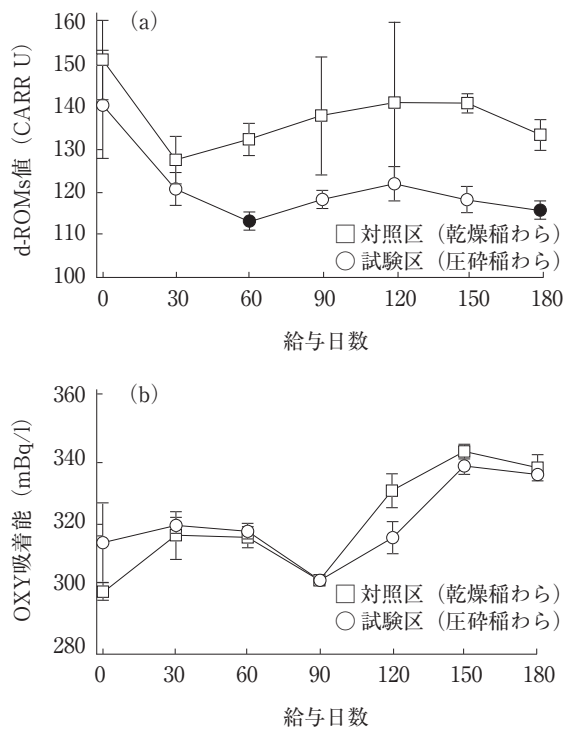 (a)
d-ROMs値（CARR U）
160
150
140
130
120
110
100
□対照区（乾燥稲わら）
○試験区（圧砕稲わら）
0 30 60 90 120 150 180
給与日数
(b)
OXY吸着能（mBq/l）
360
340
320
300
280
□対照区（乾燥稲わら）
○試験区（圧砕稲わら）
0 30 60 90 120 150 180
給与日数